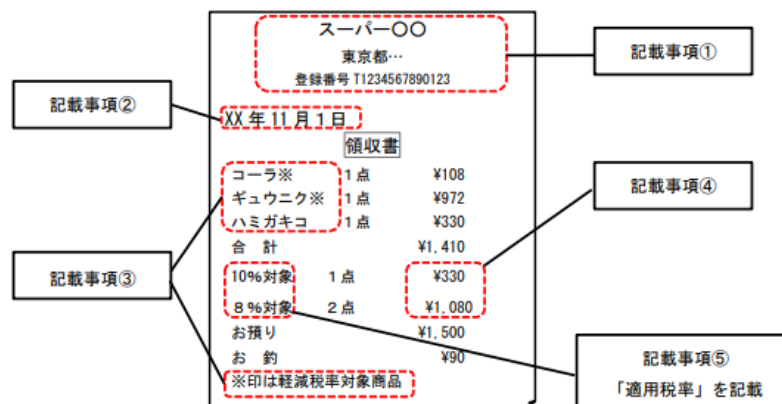 スーパー〇〇
東京都…
登録番号 T1234567890123
記載事項①
記載事項②
XX 年 11 月 1 日
領収書
コーラ※ 1点 ¥108
ギュウニク※ 1点 ¥972
ハミガキコ 1点 ¥330
合 計 ¥1,410
記載事項④
記載事項③
10%対象 1点 ¥330
8%対象 2点 ¥1,080
お預り ¥1,500
お 釣 ¥90
※印は軽減税率対象商品
記載事項⑤
「適用税率」を記載